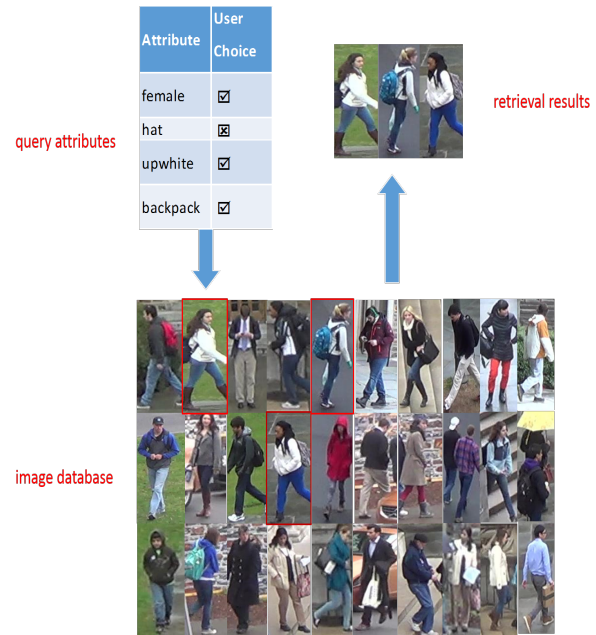 Attribute
User
Choice
female ☑
hat ☒
upwhite ☑
backpack ☑
query attributes
retrieval results
image database